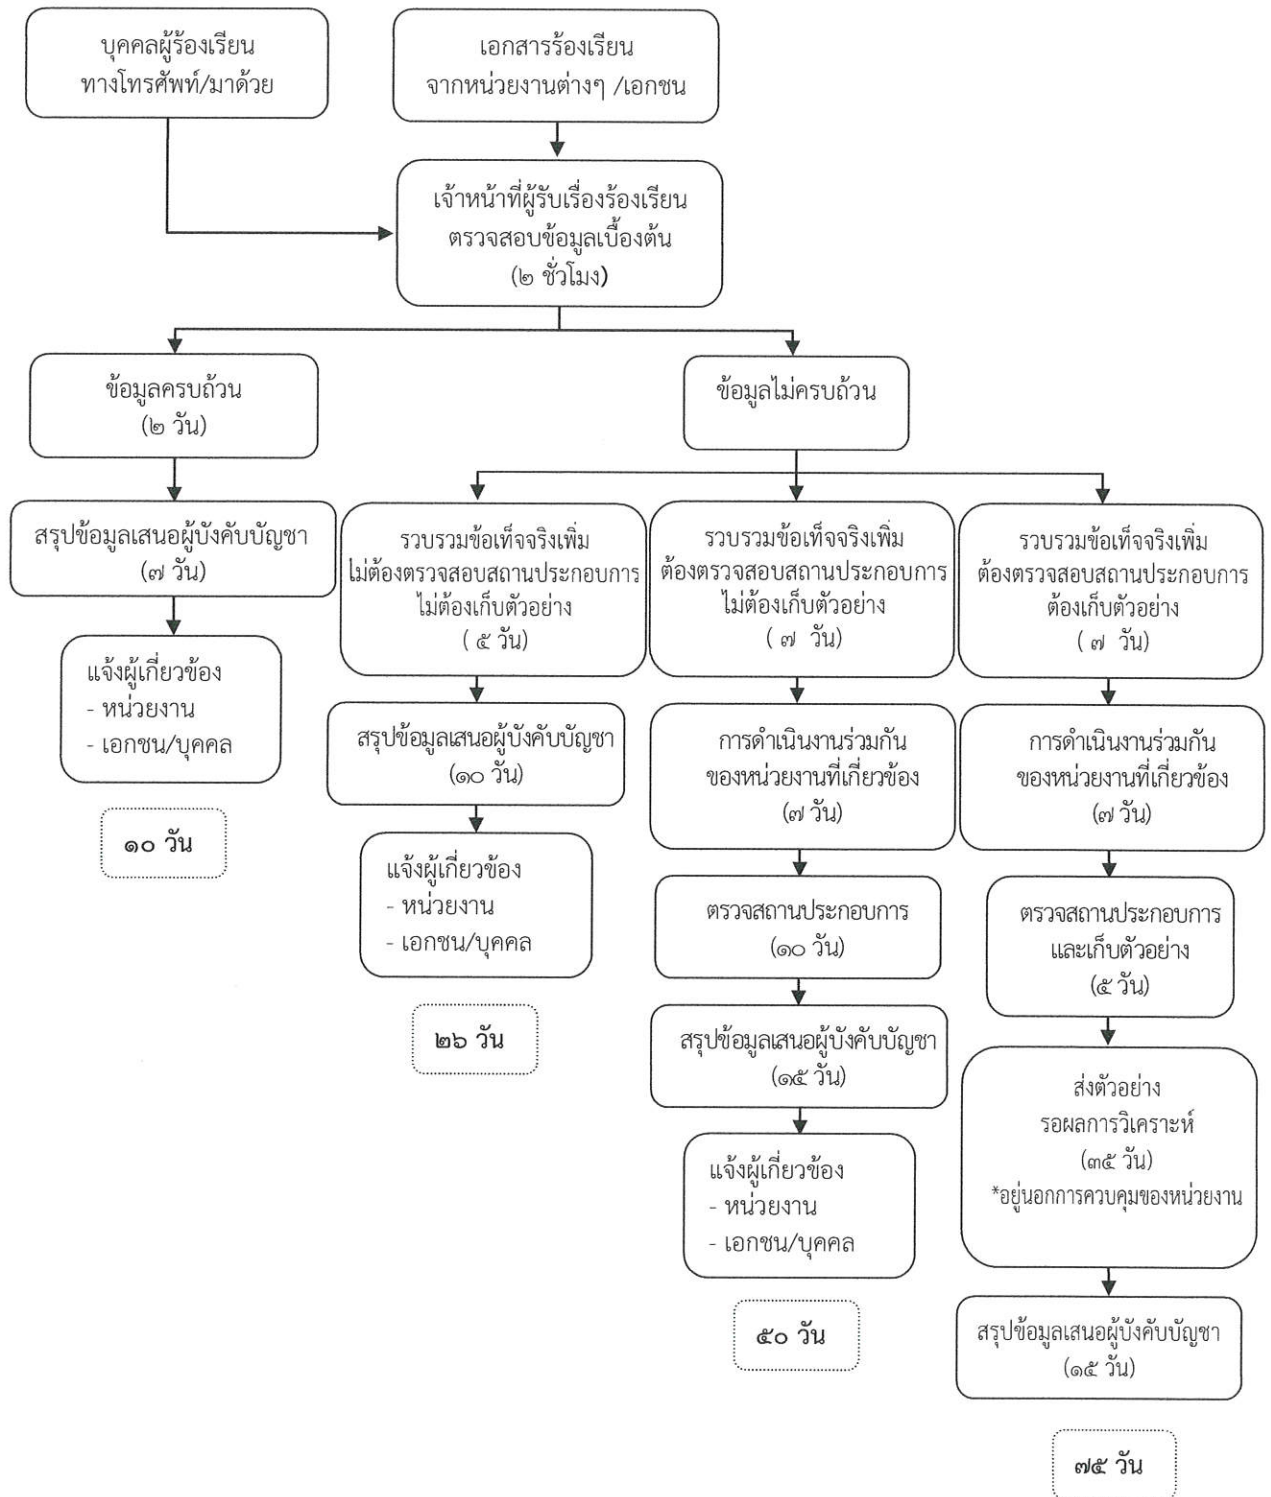 บุคคลผู้ร้องเรียน
ทางโทรศัพท์/มาด้วย
เอกสารร้องเรียน
จากหน่วยงานต่างๆ /เอกชน
เจ้าหน้าที่ผู้รับเรื่องร้องเรียน
ตรวจสอบข้อมูลเบื้องต้น
(๒ ชั่วโมง)
ข้อมูลครบถ้วน
(๒ วัน)
สรุปข้อมูลเสนอผู้บังคับบัญชา
(๗ วัน)
แจ้งผู้เกี่ยวข้อง
- หน่วยงาน
- เอกชน/บุคคล
๑๐ วัน
ข้อมูลไม่ครบถ้วน
รวบรวมข้อเท็จจริงเพิ่ม
ไม่ต้องตรวจสอบสถานประกอบการ
ไม่ต้องเก็บตัวอย่าง
( ๕ วัน)
สรุปข้อมูลเสนอผู้บังคับบัญชา
(๑๐ วัน)
แจ้งผู้เกี่ยวข้อง
- หน่วยงาน
- เอกชน/บุคคล
๒๖ วัน
รวบรวมข้อเท็จจริงเพิ่ม
ต้องตรวจสอบสถานประกอบการ
ไม่ต้องเก็บตัวอย่าง
( ๗ วัน)
การดำเนินงานร่วมกัน
ของหน่วยงานที่เกี่ยวข้อง
(๗ วัน)
ตรวจสถานประกอบการ
(๑๐ วัน)
สรุปข้อมูลเสนอผู้บังคับบัญชา
(๑๕ วัน)
แจ้งผู้เกี่ยวข้อง
- หน่วยงาน
- เอกชน/บุคคล
๕๐ วัน
รวบรวมข้อเท็จจริงเพิ่ม
ต้องตรวจสอบสถานประกอบการ
ต้องเก็บตัวอย่าง
( ๗ วัน)
การดำเนินงานร่วมกัน
ของหน่วยงานที่เกี่ยวข้อง
(๗ วัน)
ตรวจสถานประกอบการ
และเก็บตัวอย่าง
(๕ วัน)
ส่งตัวอย่าง
รอผลการวิเคราะห์
(๓๕ วัน)
*อยู่นอกการควบคุมของหน่วยงาน
สรุปข้อมูลเสนอผู้บังคับบัญชา
(๑๕ วัน)
๗๕ วัน